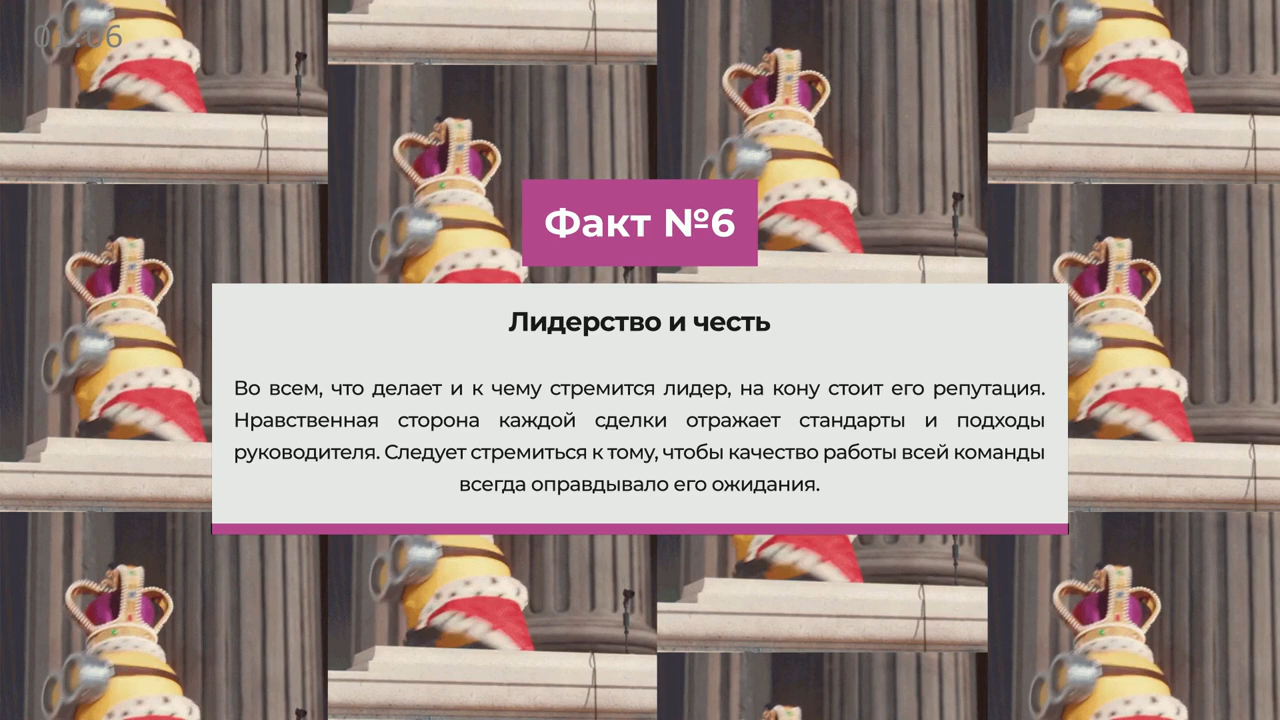 Факт №6
Лидерство и честь
Во всем, что делает и к чему стремится лидер, на кону стоит его репутация.
Нравственная сторона каждой сделки отражает стандарты и подходы
руководителя. Следует стремиться к тому, чтобы качество работы всей команды
всегда оправдывало его ожидания.